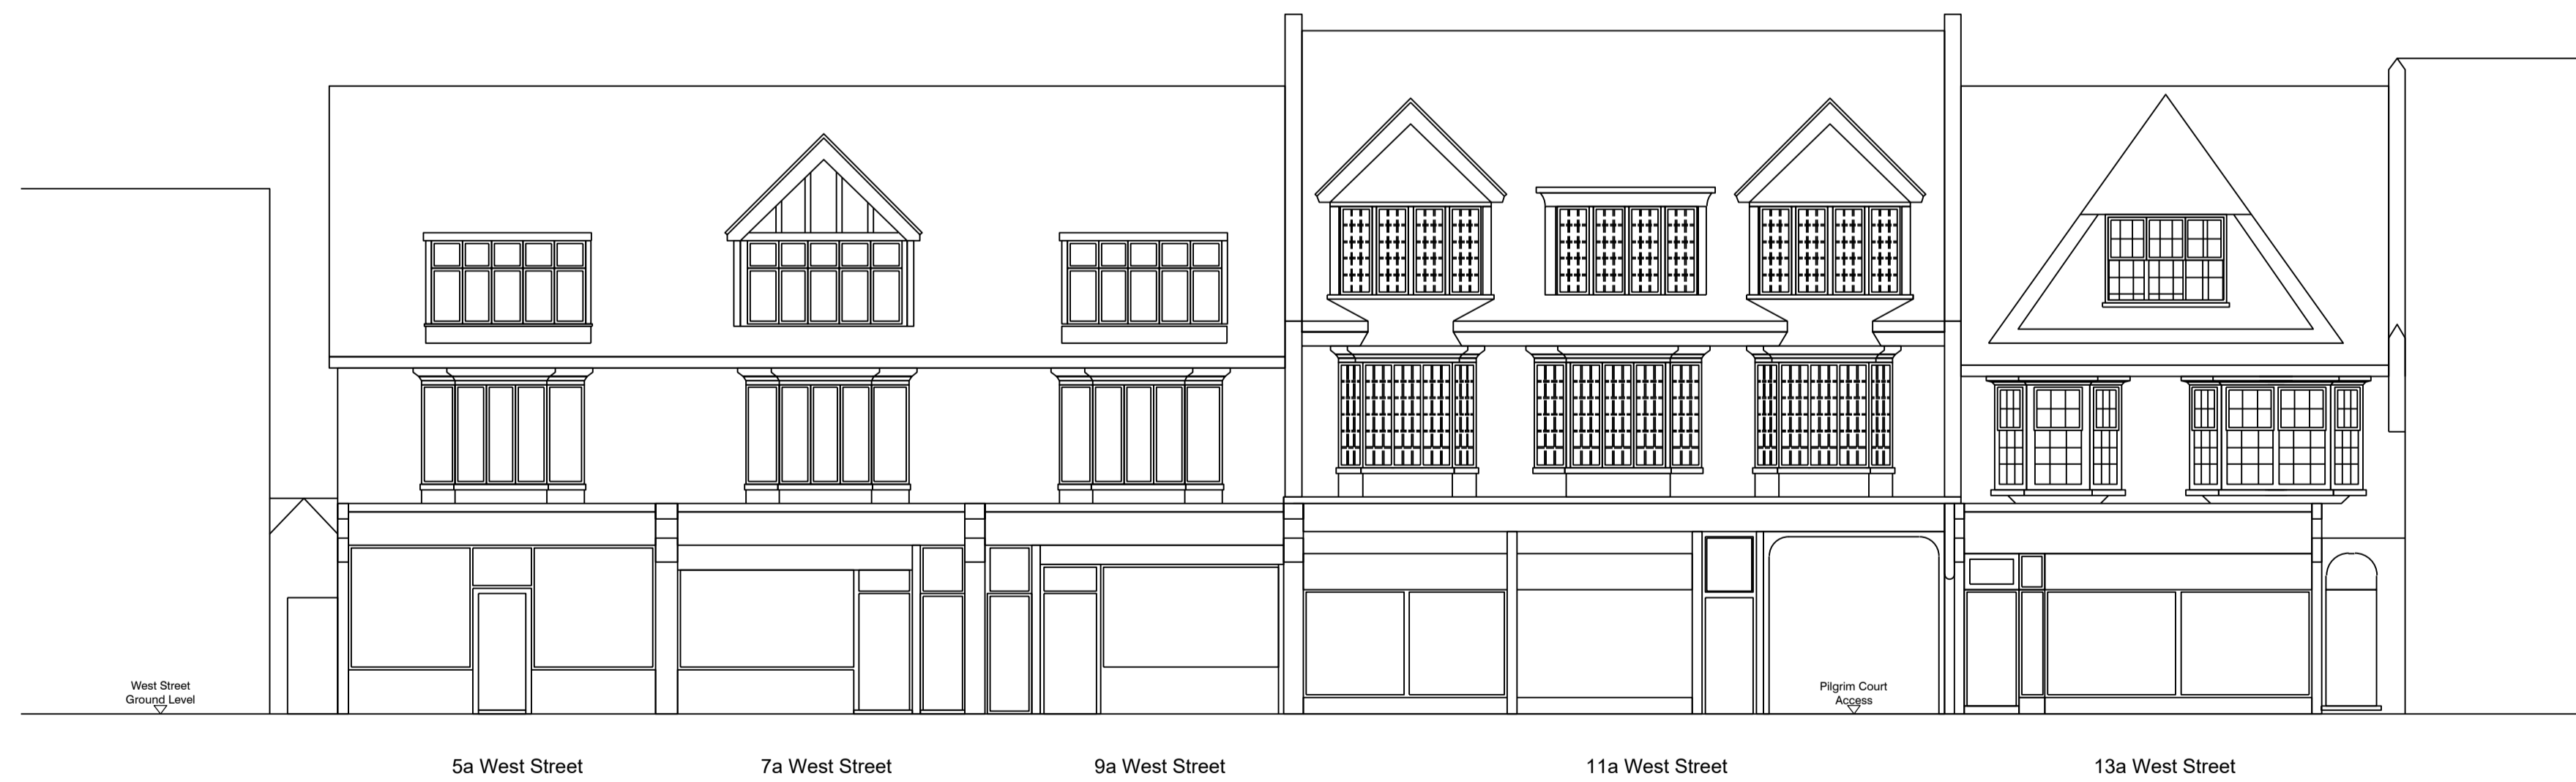 West Street
Ground Level
Pilgrim Court
Access
5a West Street
7a West Street
9a West Street
11a West Street
13a West Street